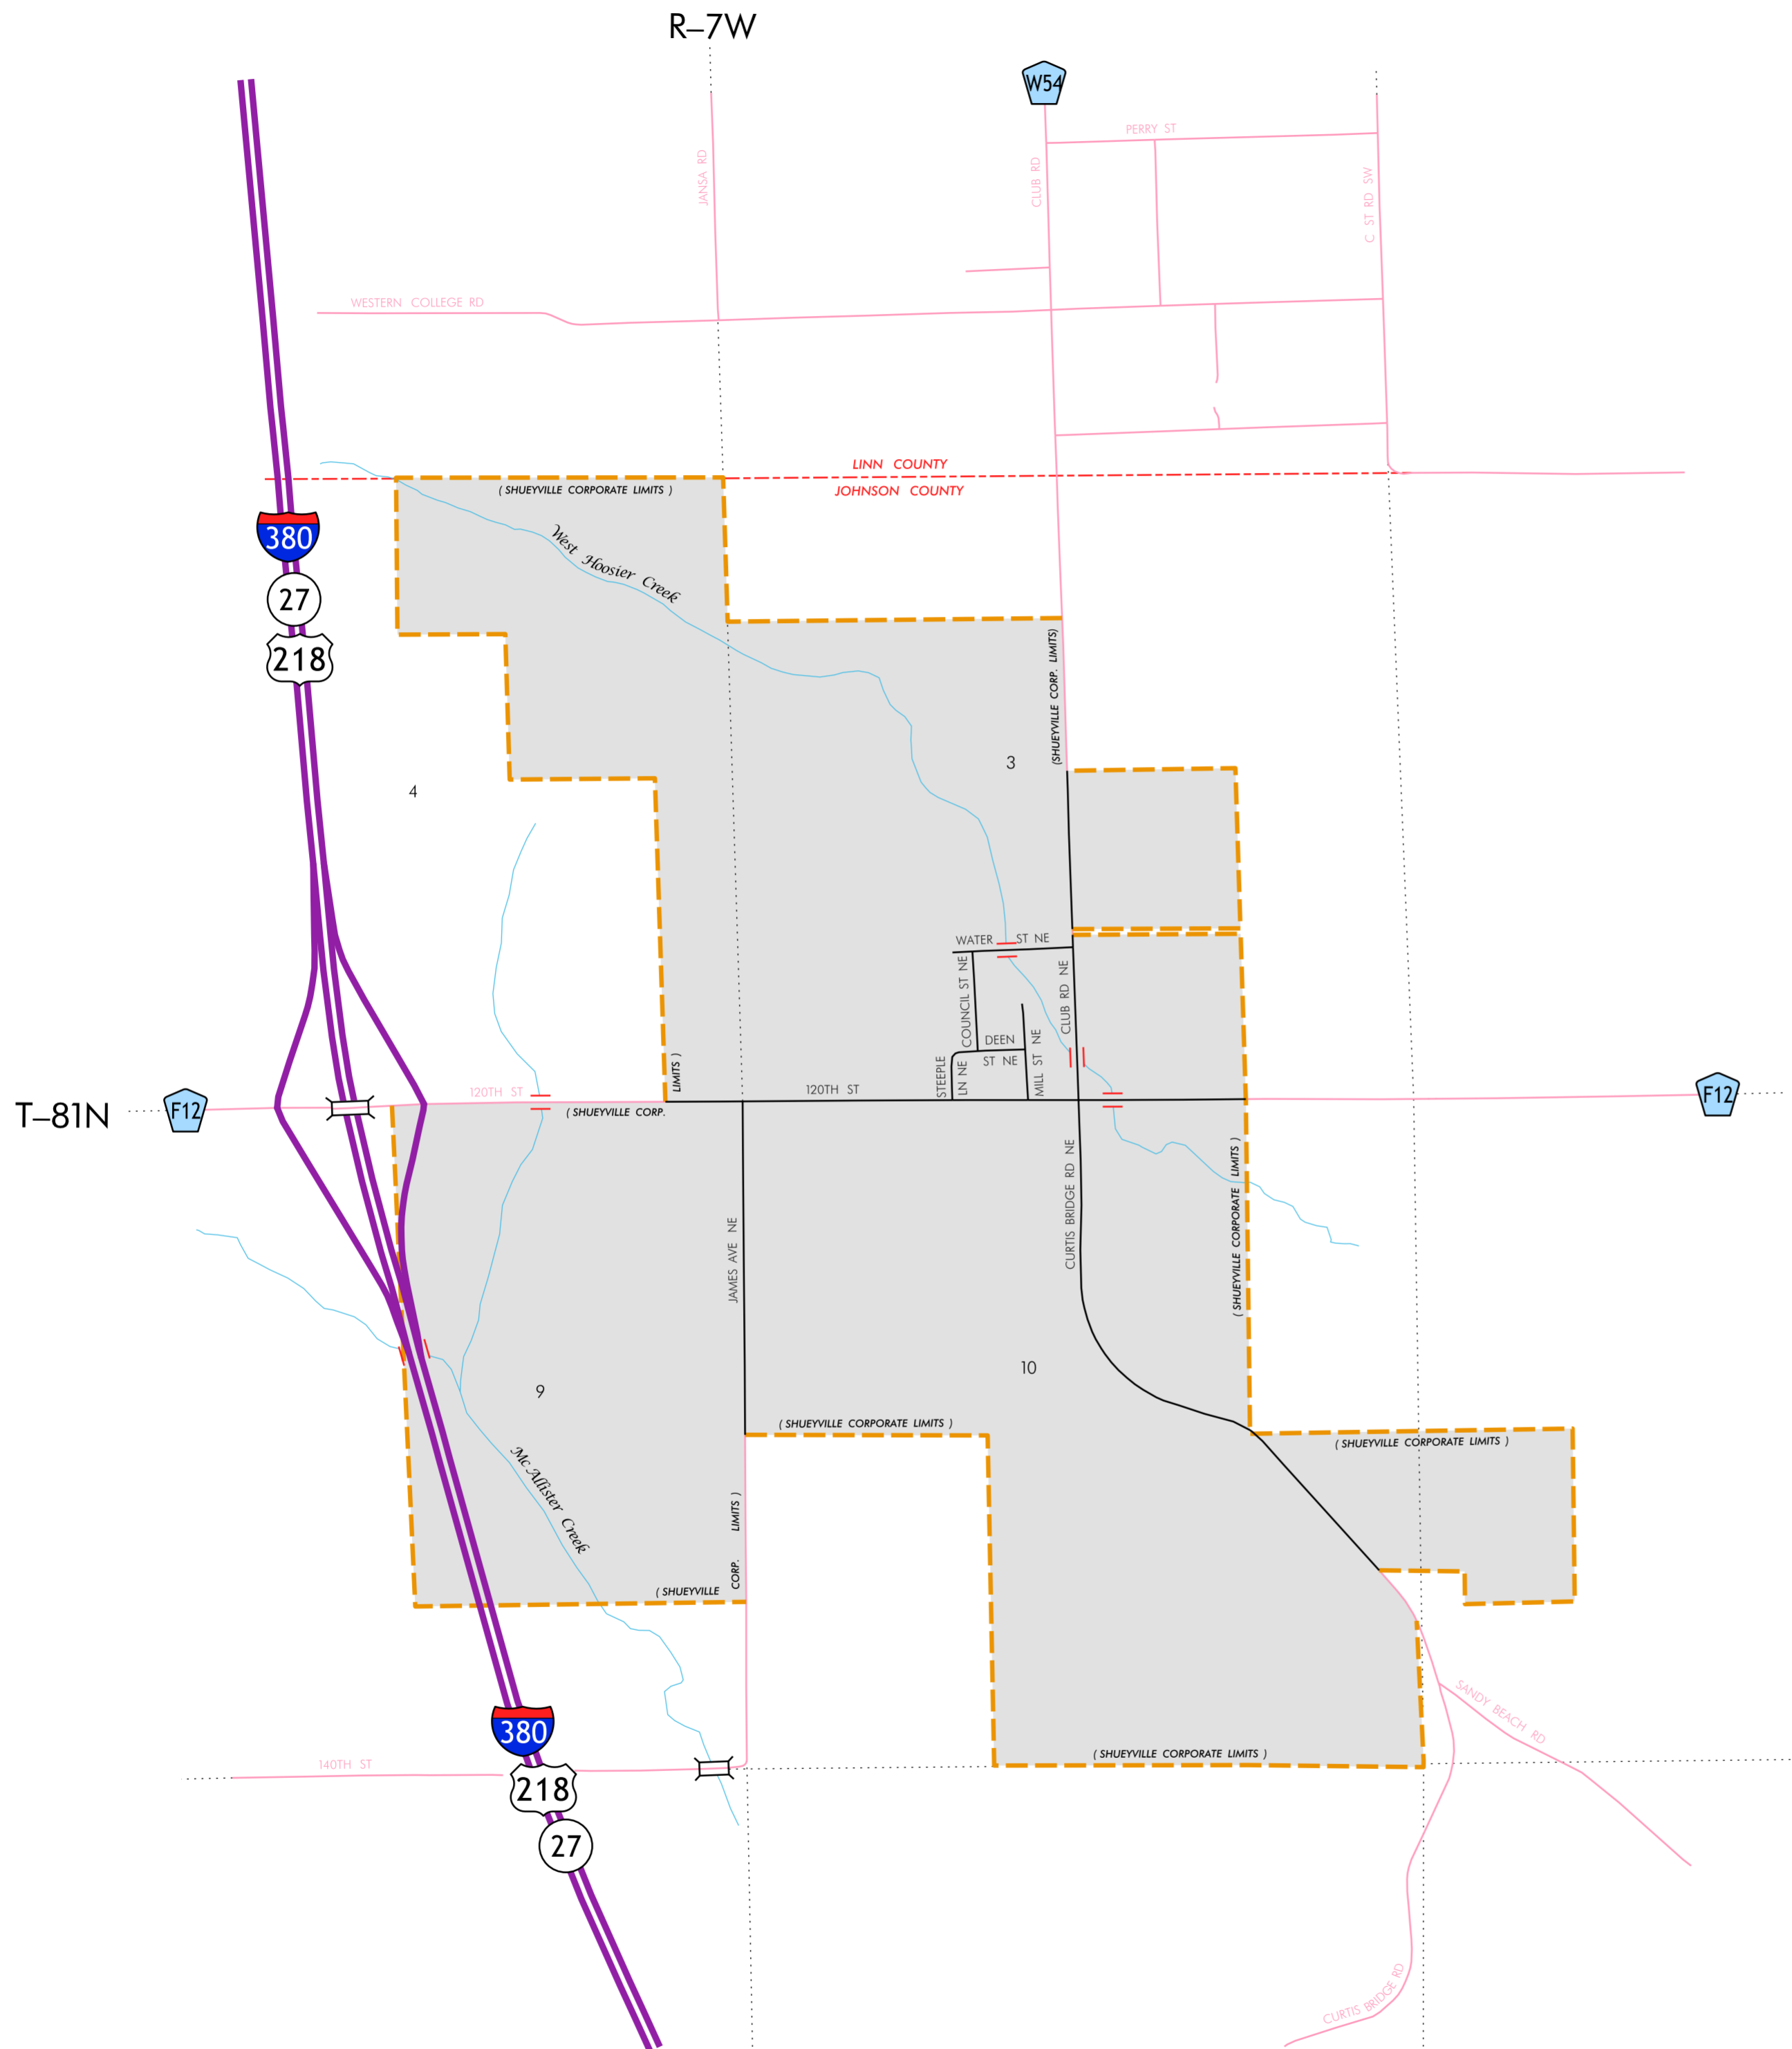 R–7W
W54
PERRY ST
JANSA RD
CLUB RD
C ST RD SW
WESTERN COLLEGE RD
LINN COUNTY
JOHNSON COUNTY
( SHUEYVILLE CORPORATE LIMITS )
380
27
218
West Hoosier Creek
(SHUEYVILLE CORP. LIMITS)
3
4
WATER ST NE
COUNCIL ST NE
CLUB RD NE
DEEN
ST NE
MILL ST NE
STEEPLE
LN NE
LIMITS )
120TH ST
120TH ST
( SHUEYVILLE CORP.
T–81N
F12
F12
CURTIS BRIDGE RD NE
( SHUEYVILLE CORPORATE LIMITS )
JAMES AVE NE
10
9
( SHUEYVILLE CORPORATE LIMITS )
( SHUEYVILLE CORPORATE LIMITS )
Mc Allister Creek
CORP. LIMITS )
( SHUEYVILLE
SANDY BEACH RD
380
( SHUEYVILLE CORPORATE LIMITS )
140TH ST
218
27
CURTIS BRIDGE RD